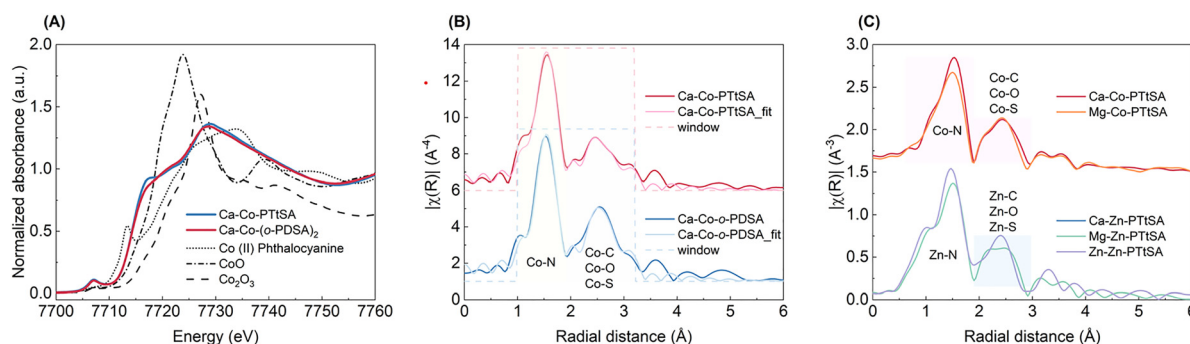 (A)
Normalized absorbance (a.u.)
2.0
1.5
1.0
0.5
0.0
Ca-Co-PTtSA
Ca-Co-(o-PDSA)₂
Co (II) Phthalocyanine
CoO
Co₂O₃
7700 7710 7720 7730 7740 7750 7760
Energy (eV)
(B)
|χ(R)| (A⁻⁴)
14
12
10
8
6
4
2
0
Ca-Co-PTtSA
Ca-Co-PTtSA_fit
window
Ca-Co-o-PDSA
Ca-Co-o-PDSA_fit
window
Co-N
Co-C
Co-O
Co-S
0 1 2 3 4 5 6
Radial distance (Å)
(C)
|χ(R)| (A⁻³)
3.0
2.5
2.0
1.5
1.0
0.5
0.0
Co-C
Co-O
Co-S
Co-N
Ca-Co-PTtSA
Mg-Co-PTtSA
Zn-C
Zn-O
Zn-S
Zn-N
Ca-Zn-PTtSA
Mg-Zn-PTtSA
Zn-Zn-PTtSA
0 1 2 3 4 5 6
Radial distance (Å)